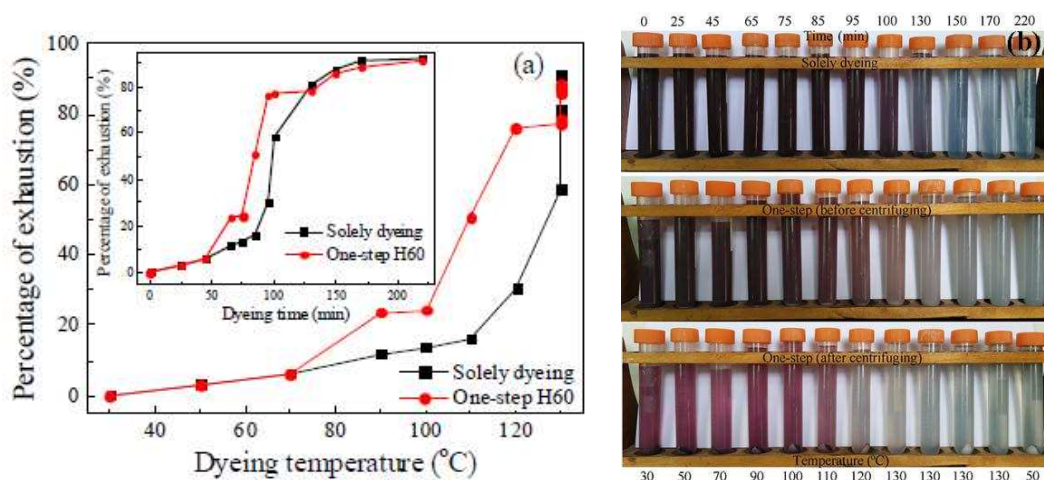 (a)
Percentage of exhaustion (%)
100
80
60
40
20
0
40
60
80
100
120
Dyeing temperature (°C)
Solely dyeing
One-step H60
Percentage of exhaustion (%)
80
60
40
20
0
0
50
100
150
200
Dyeing time (min)
Solely dyeing
One-step H60
0 25 45 65 75 85 95 100 130 150 170 220
Time (min)
(b)
Solely dyeing
One-step (before centrifuging)
One-step (after centrifuging)
Temperature (°C)
30 50 70 90 100 110 120 130 130 130 130 50